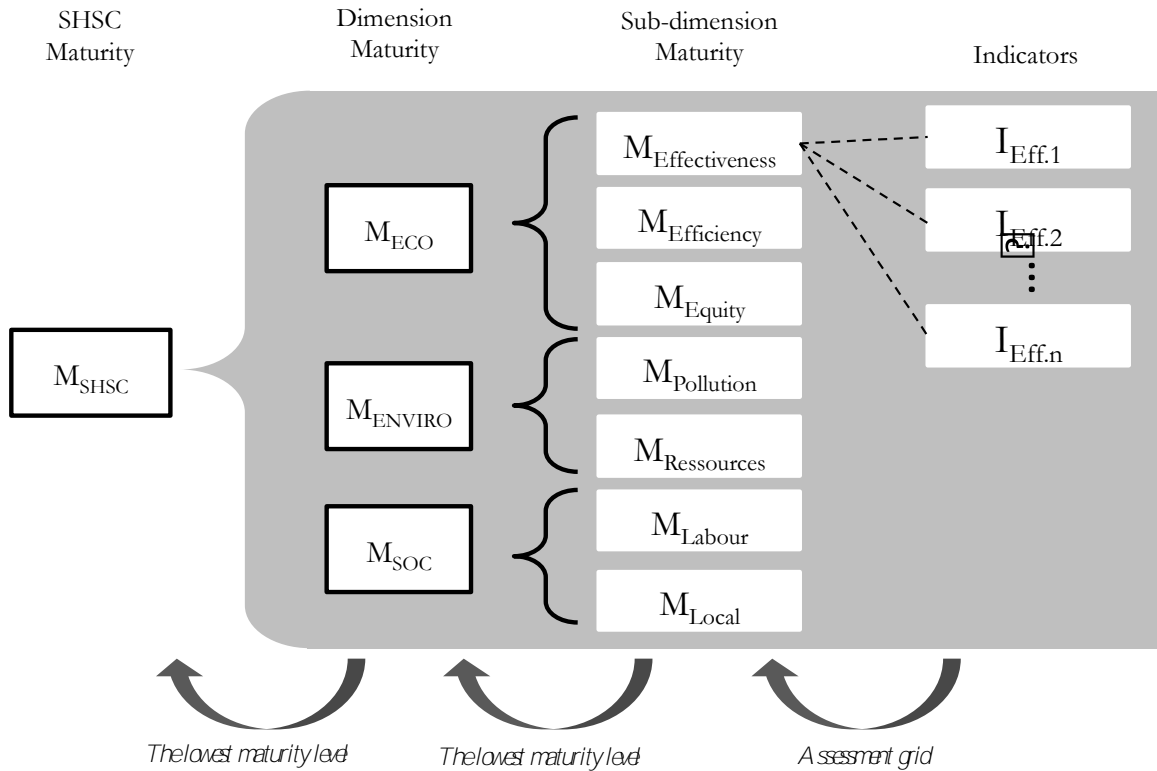 SHSC
Maturity
Dimension
Maturity
Sub-dimension
Maturity
Indicators
M_SHSC
M_ECO
M_ENVIRO
M_SOC
M_Effectiveness
M_Efficiency
M_Equity
M_Pollution
M_Ressources
M_Labour
M_Local
I_Eff.1
I_Eff.2
....
I_Eff.n
The lowest maturity level
The lowest maturity level
Assessment grid